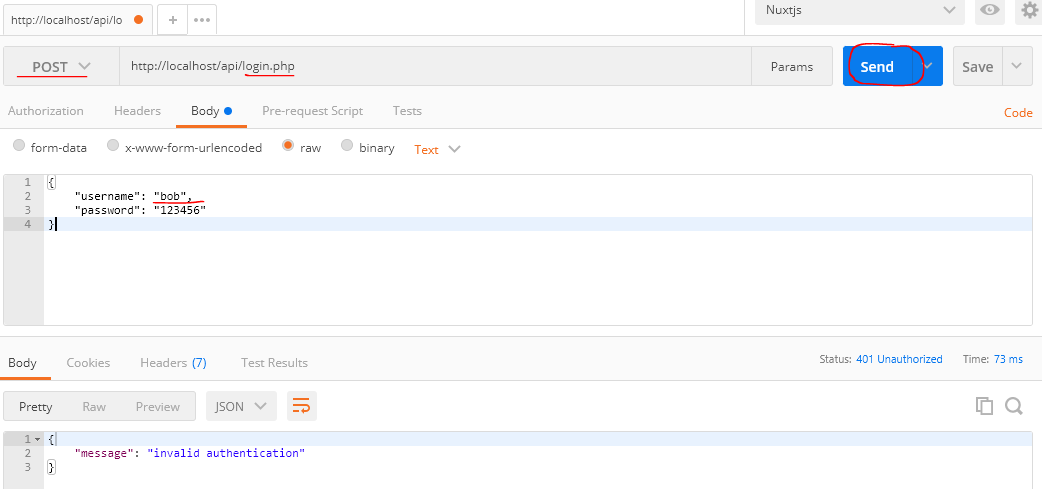 http://localhost/api/lo
Nuxtjs
POST
http://localhost/api/login.php
Params
Send
Save
Authorization
Headers
Body
Pre-request Script
Tests
Code
form-data
x-www-form-urlencoded
raw
binary
Text
1 {
2 "username": "bob",
3 "password": "123456"
4 }
Body
Cookies
Headers (7)
Test Results
Status: 401 Unauthorized
Time: 73 ms
Pretty
Raw
Preview
JSON
1 {
2 "message": "invalid authentication"
3 }